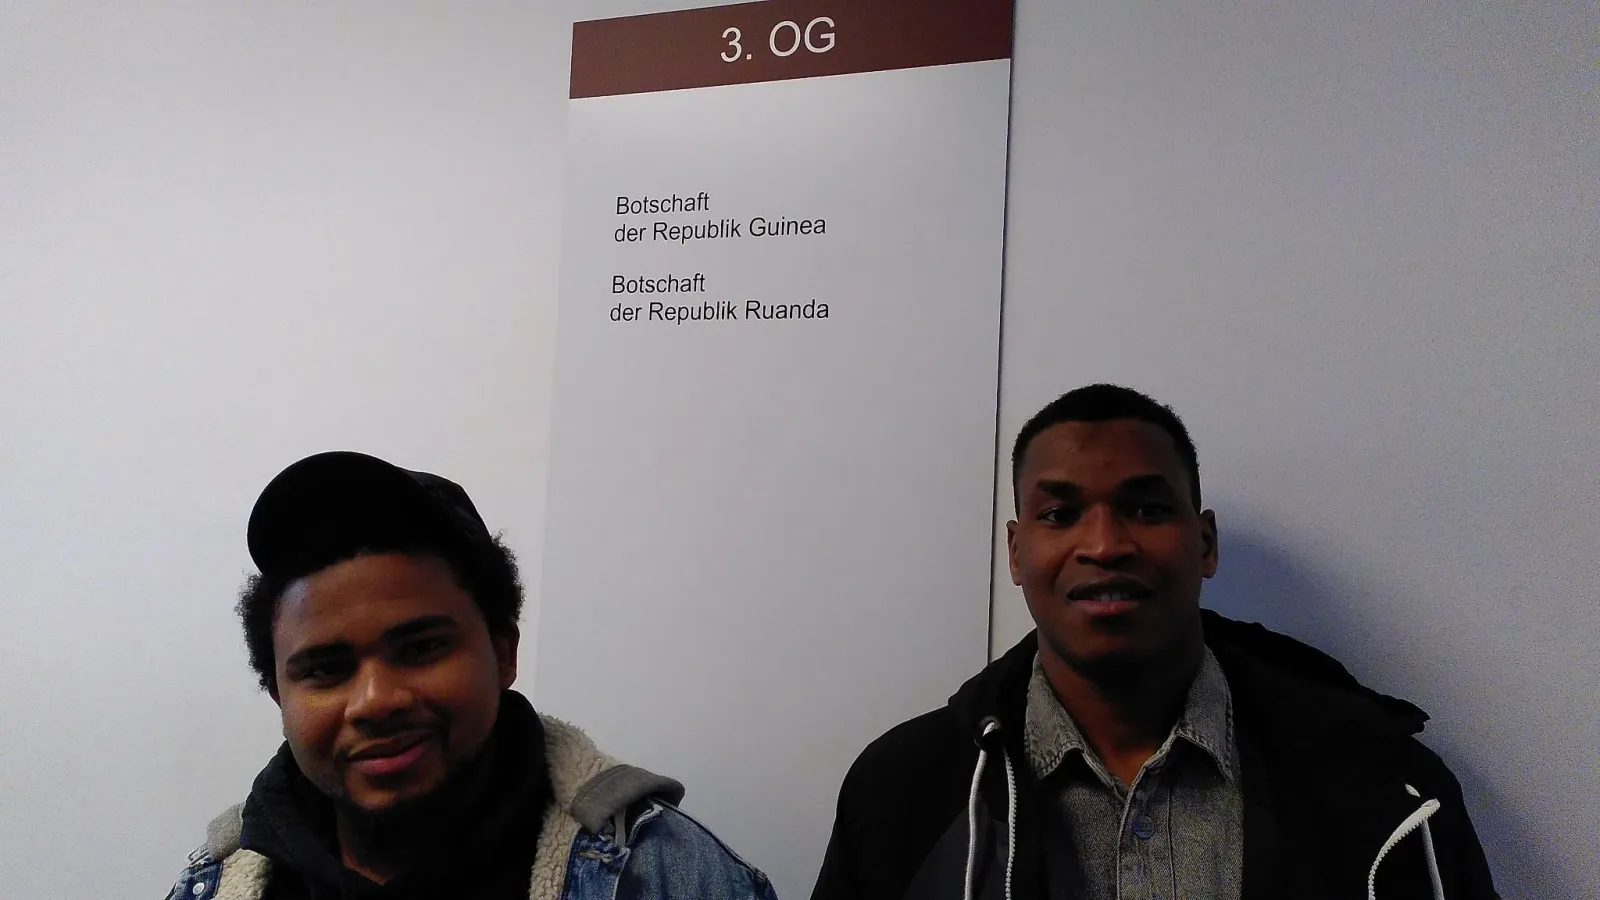 3. OG
Botschaft
der Republik Guinea
Botschaft
der Republik Ruanda